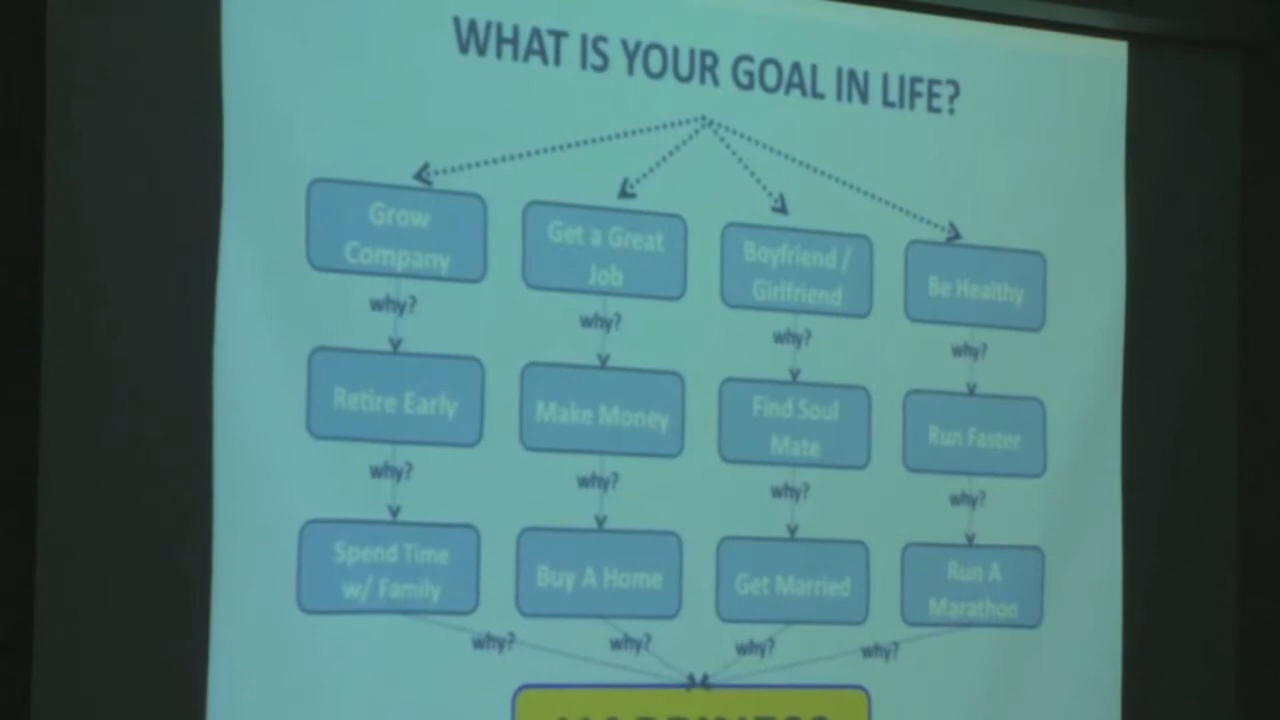 WHAT IS YOUR GOAL IN LIFE?
Grow
Company
Get a Great
Job
Boyfriend /
Girlfriend
Be Healthy
why?
why?
why?
why?
Retire Early
Make Money
Find Soul
Mate
Run Faster
why?
why?
why?
why?
Spend Time
w/ Family
Buy A Home
Get Married
Run A
Marathon
why?
why?
why?
why?